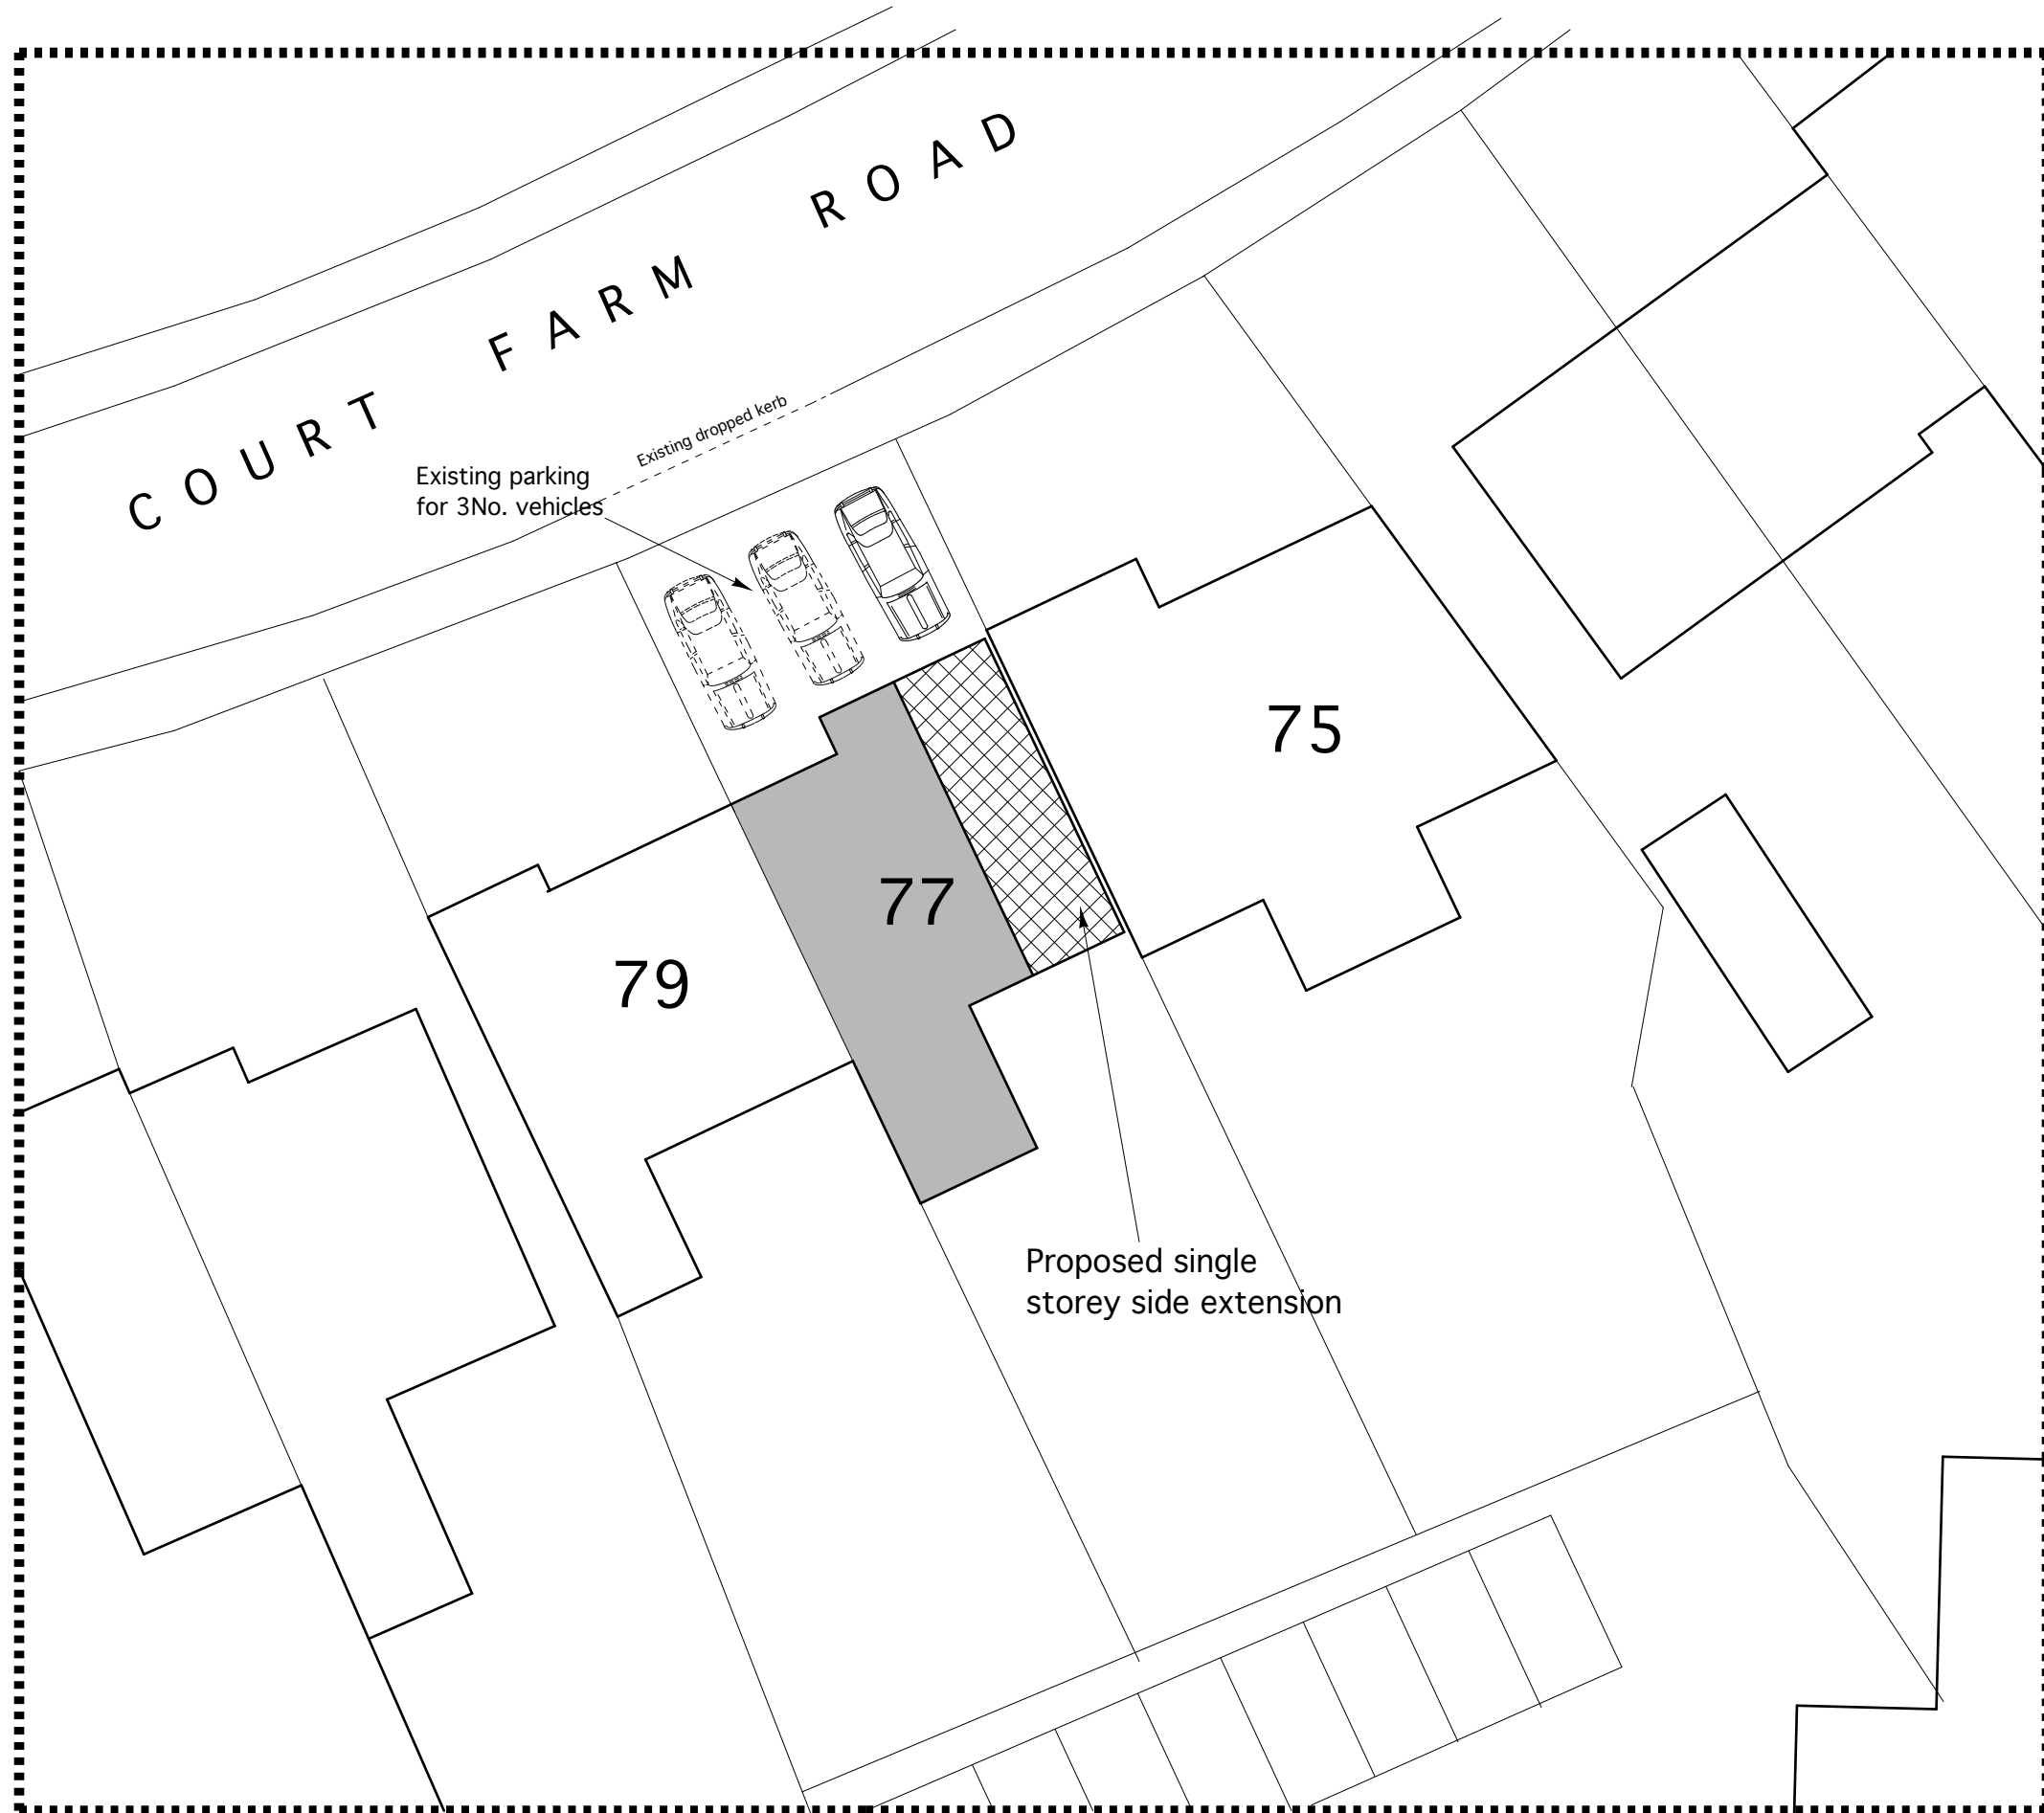 COURT FARM ROAD
Existing dropped kerb
Existing parking
for 3No. vehicles
75
77
79
Proposed single
storey side extension